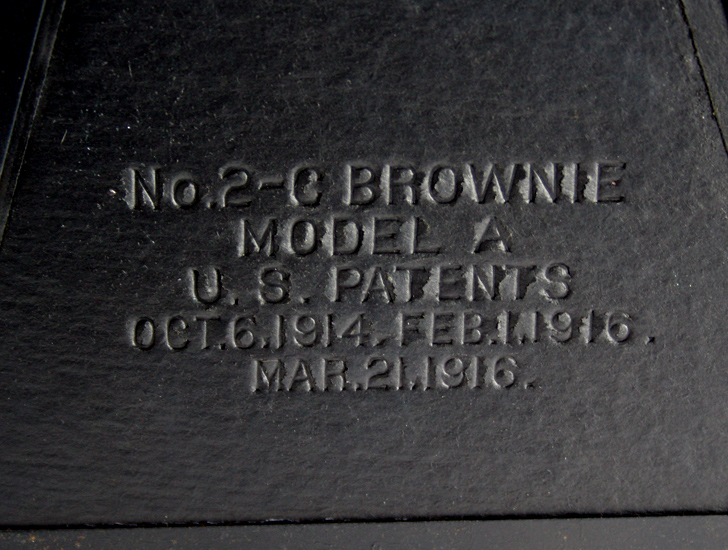 No. 2-C BROWNIE
MODEL A
U. S. PATENTS
OCT. 6, 1914. FEB. 1, 1916.
MAR. 21, 1916.